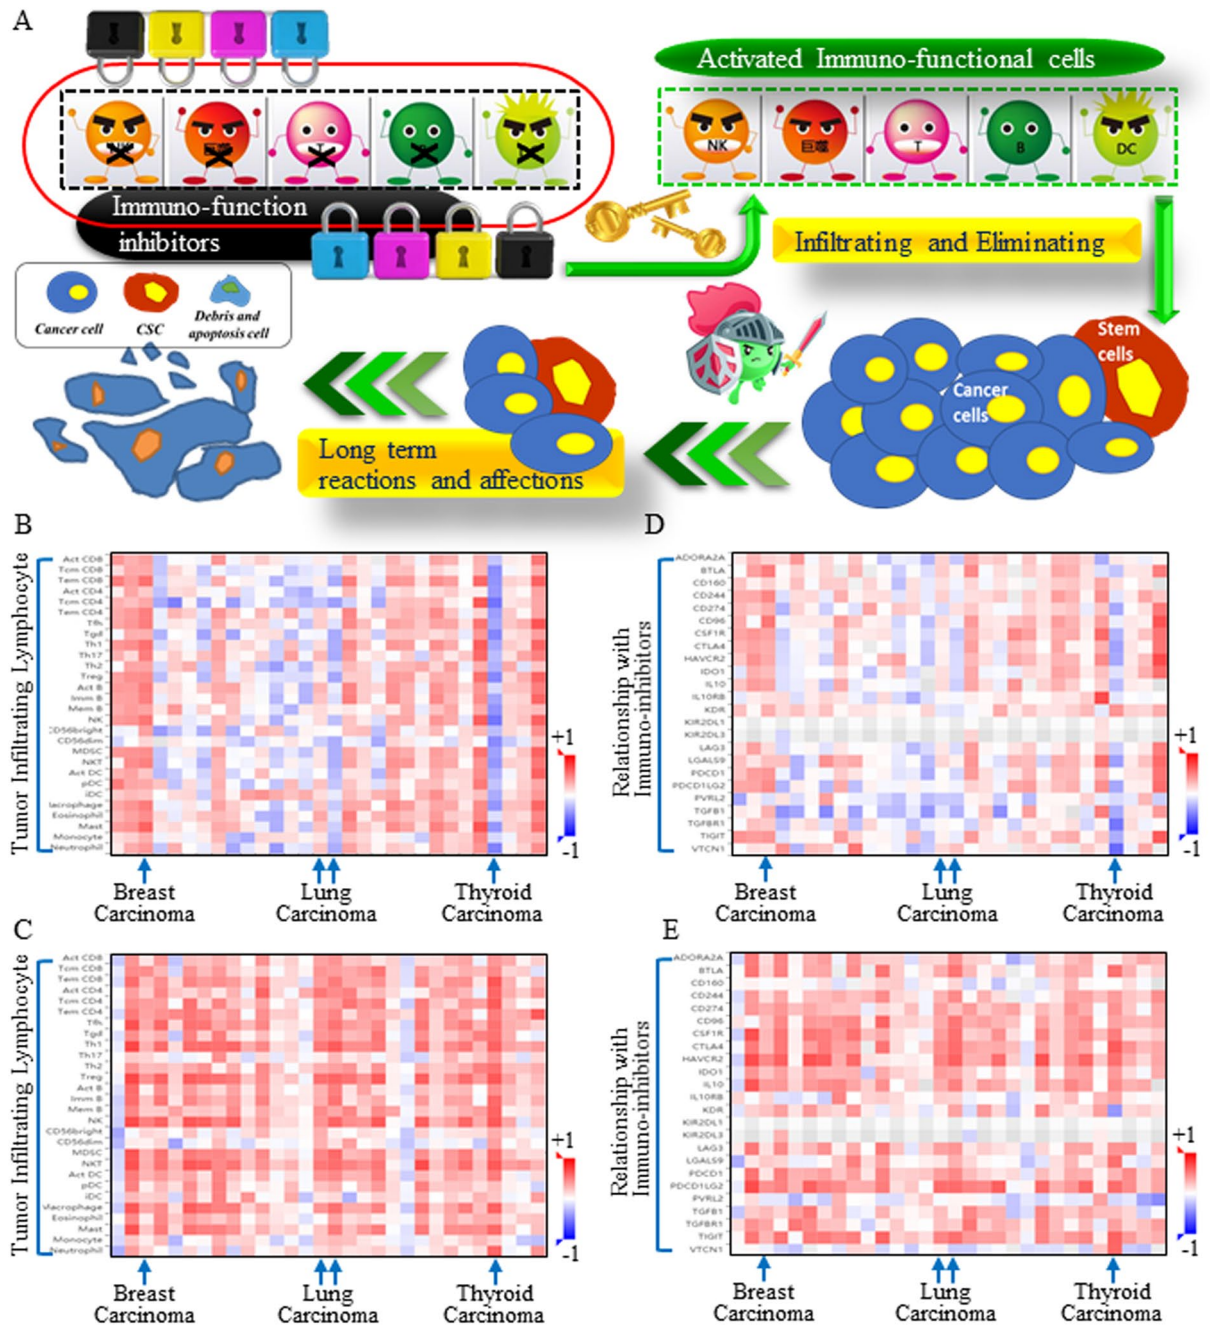 A
Activated Immuno-functional cells
NK
巨噬
T
B
DC
Immuno-function
inhibitors
Infiltrating and Eliminating
Cancer cell
CSC
Debris and
apoptosis cell
Stem
cells
Cancer
cells
Long term
reactions and affections
B
Tumor Infiltrating Lymphocyte
Act CD8
Tcm CD8
Tem CD8
Act CD4
Tcm CD4
Tem CD4
Tfh
Tgd
Th1
Th17
Th2
Treg
Act B
Imm B
Mem B
NK
CD56bright
CD56dim
MDSC
NKT
Act DC
pDC
iDC
Macrophage
Eosinophil
Mast
Monocyte
Neutrophil
+1
-1
Breast
Carcinoma
Lung
Carcinoma
Thyroid
Carcinoma
D
Relationship with
Immuno-inhibitors
ADORA2A
BTLA
CD160
CD244
CD274
CD96
CSF1R
CTLA4
HAVCR2
IDO1
IL10
IL10RB
KDR
KIR2DL1
KIR2DL3
LAG3
LGALS9
PDCD1
PDCD1LG2
PVRL2
TGFB1
TGFBR1
TIGIT
VTCN1
+1
-1
Breast
Carcinoma
Lung
Carcinoma
Thyroid
Carcinoma
C
Tumor Infiltrating Lymphocyte
Act CD8
Tcm CD8
Tem CD8
Act CD4
Tcm CD4
Tem CD4
Tfh
Tgd
Th1
Th17
Th2
Treg
Act B
Imm B
Mem B
NK
CD56bright
CD56dim
MDSC
NKT
Act DC
pDC
iDC
Macrophage
Eosinophil
Mast
Monocyte
Neutrophil
+1
-1
Breast
Carcinoma
Lung
Carcinoma
Thyroid
Carcinoma
E
Relationship with
Immuno-inhibitors
ADORA2A
BTLA
CD160
CD244
CD274
CD96
CSF1R
CTLA4
HAVCR2
IDO1
IL10
IL10RB
KDR
KIR2DL1
KIR2DL3
LAG3
LGALS9
PDCD1
PDCD1LG2
PVRL2
TGFB1
TGFBR1
TIGIT
VTCN1
+1
-1
Breast
Carcinoma
Lung
Carcinoma
Thyroid
Carcinoma